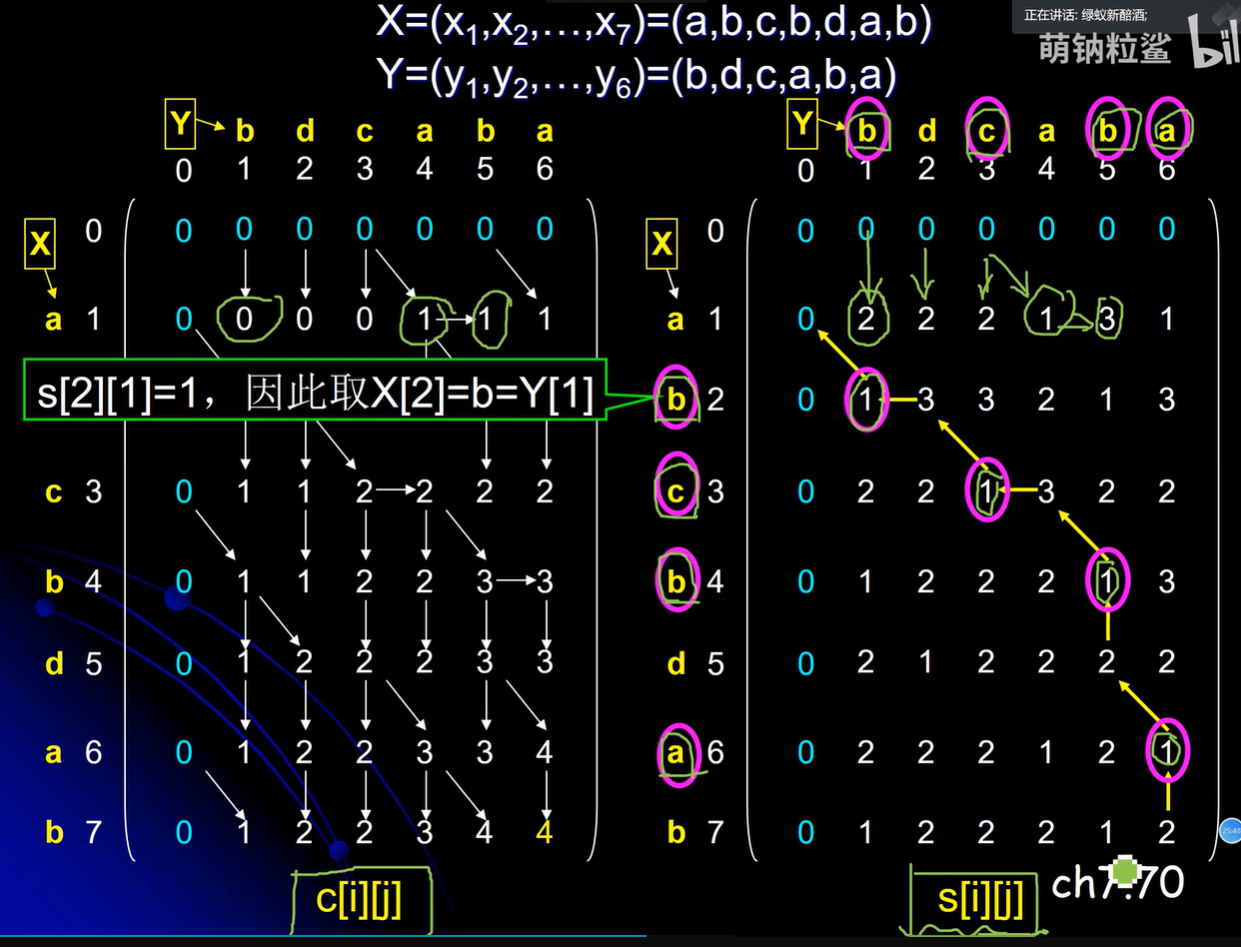 正在讲话: 绿蚁新醅酒;
萌钠粒鲨 bil
X=(x₁,x₂,…,x₇)=(a,b,c,b,d,a,b)
Y=(y₁,y₂,…,y₆)=(b,d,c,a,b,a)
Y b d c a b a
0 1 2 3 4 5 6
X 0 0 0 0 0 0 0 0
a 1 0 0 0 0 1 1 1
s[2][1]=1，因此取X[2]=b=Y[1]
c 3 0 1 1 2 2 2 2
b 4 0 1 1 2 2 3 3
d 5 0 1 2 2 2 3 3
a 6 0 1 2 2 3 3 4
b 7 0 1 2 2 3 4 4
c[i][j]
Y b d c a b a
0 1 2 3 4 5 6
X 0 0 0 0 0 0 0 0
a 1 0 2 2 2 1 3 1
b 2 0 1 3 3 2 1 3
c 3 0 2 2 1 3 2 2
b 4 0 1 2 2 2 1 3
d 5 0 2 1 2 2 2 2
a 6 0 2 2 2 1 2 1
b 7 0 1 2 2 2 1 2
s[i][j]
25:48
ch7.70